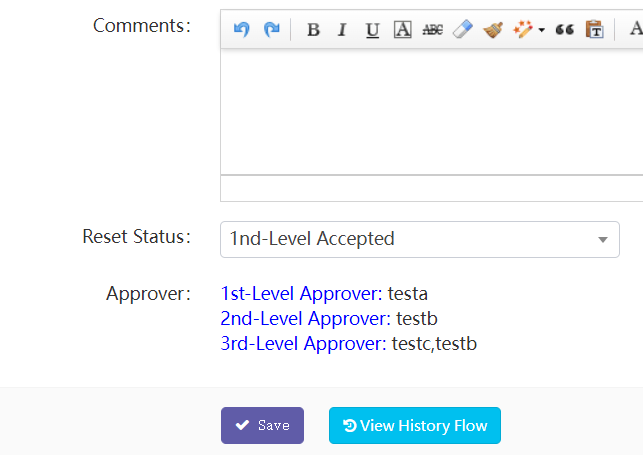 Comments:
B I U A ABC A
Reset Status:
1nd-Level Accepted
Approver:
1st-Level Approver: testa
2nd-Level Approver: testb
3rd-Level Approver: testc,testb
Save
View History Flow